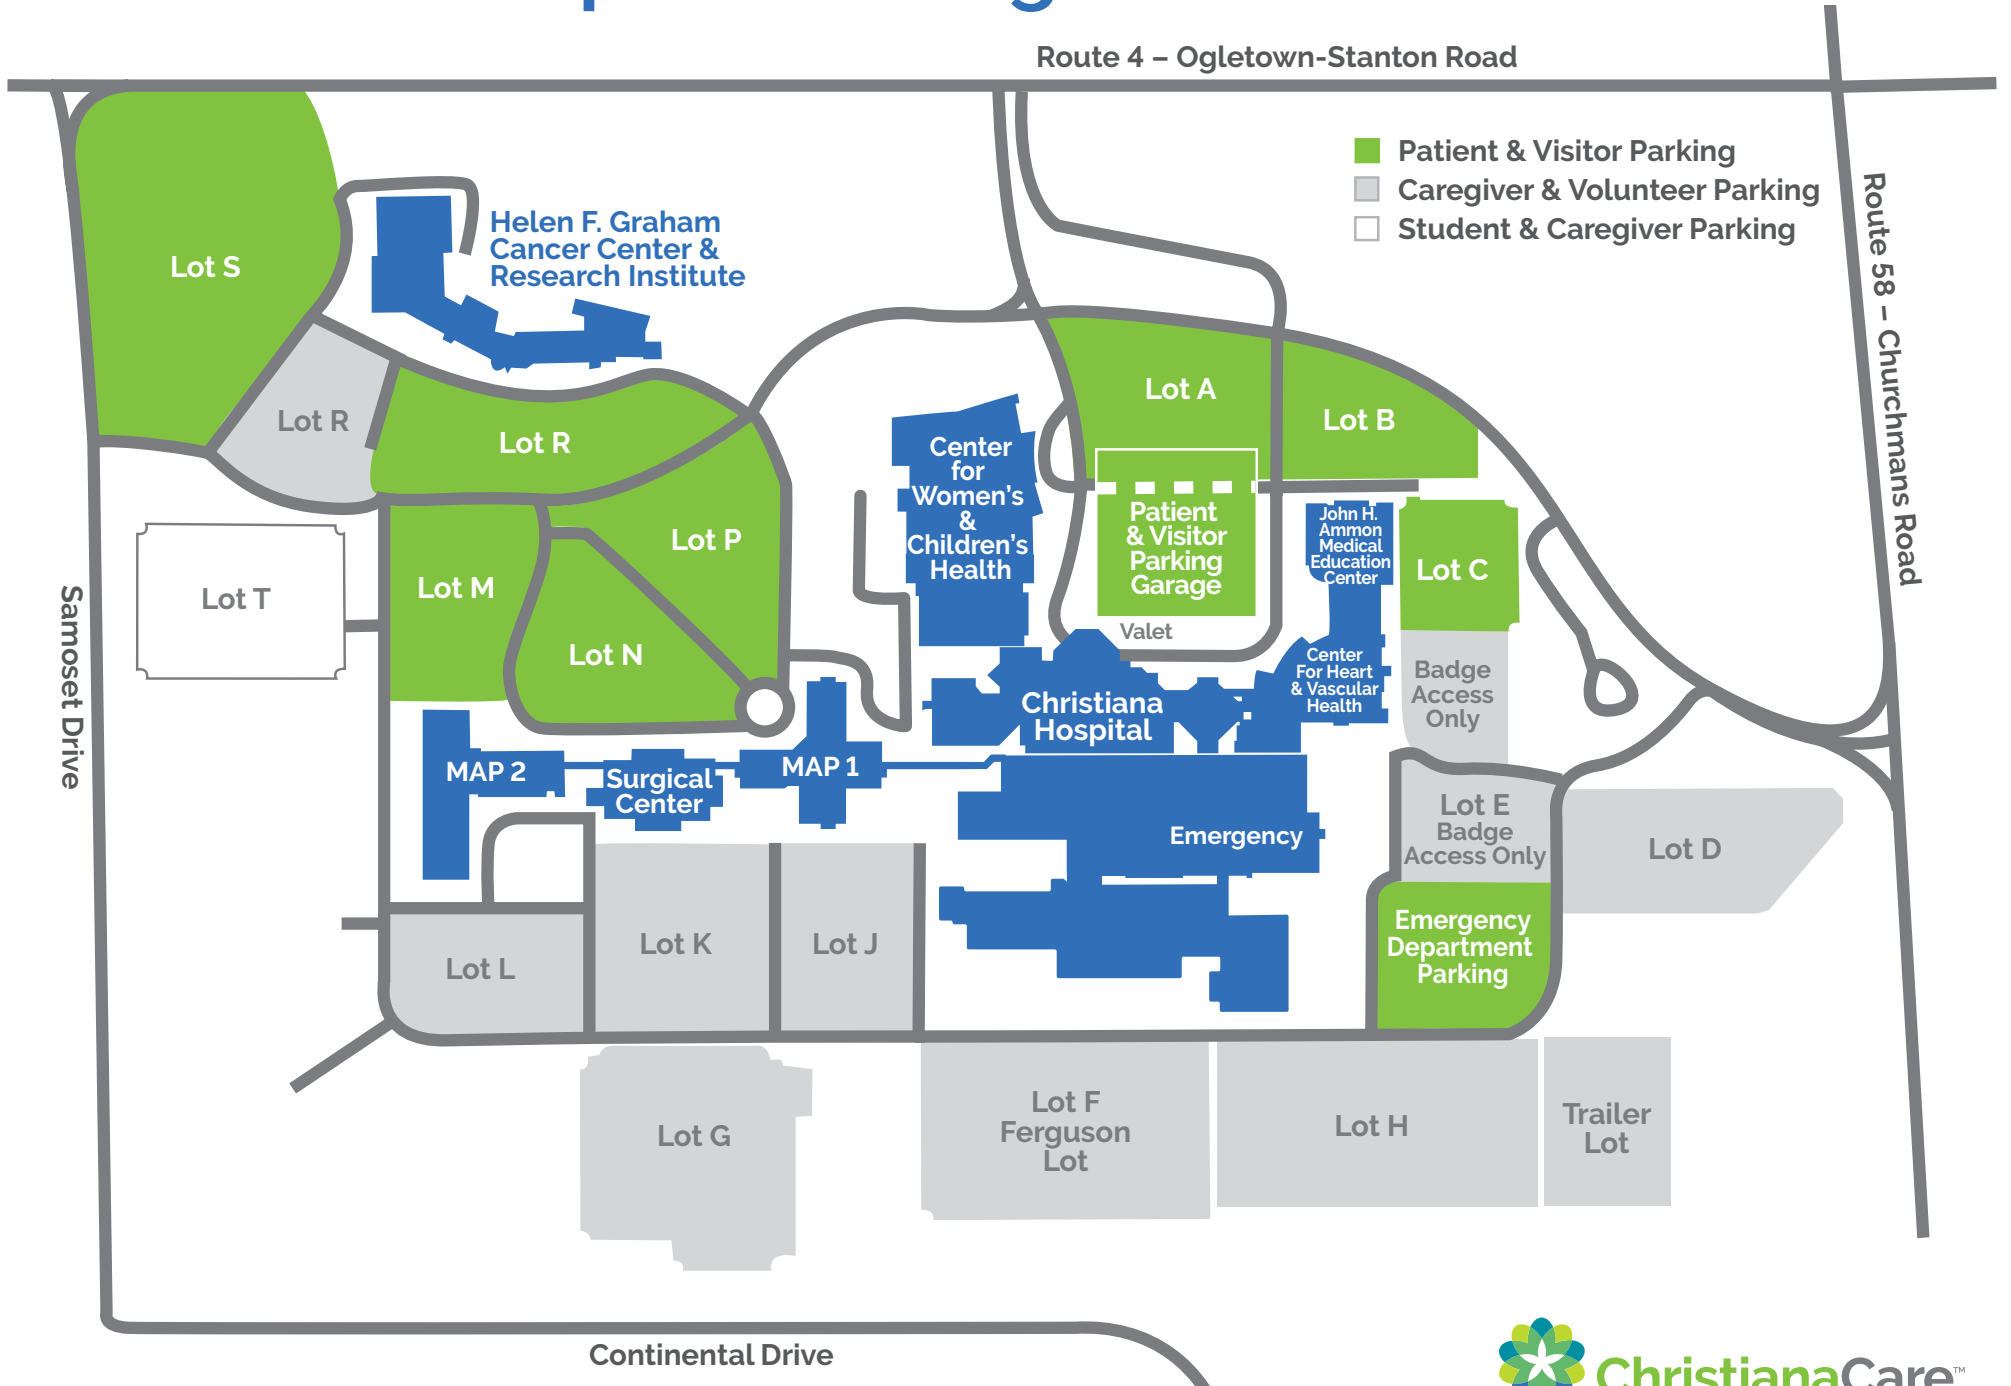 Route 4 – Ogletown-Stanton Road
Patient & Visitor Parking
Caregiver & Volunteer Parking
Student & Caregiver Parking
Route 58 – Churchmans Road
Samoset Drive
Lot S
Helen F. Graham
Cancer Center &
Research Institute
Lot R
Lot R
Lot A
Lot B
Center
for
Women's
&
Children's
Health
Patient
& Visitor
Parking
Garage
Valet
John H.
Ammon
Medical
Education
Center
Lot C
Lot P
Lot M
Lot T
Lot N
Center
For Heart
& Vascular
Health
Badge
Access
Only
Christiana
Hospital
MAP 2
Surgical
Center
MAP 1
Emergency
Lot E
Badge
Access Only
Lot D
Emergency
Department
Parking
Lot L
Lot K
Lot J
Lot G
Lot F
Ferguson
Lot
Lot H
Trailer
Lot
Continental Drive
ChristianaCare™